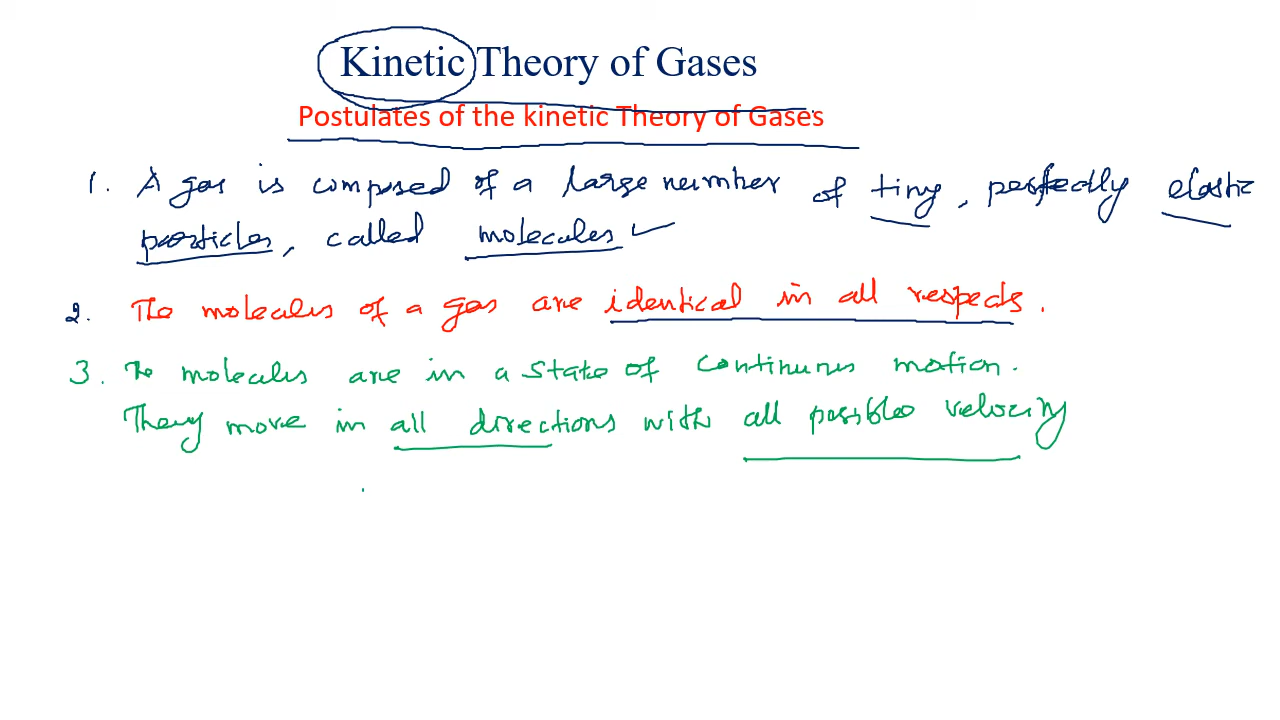 Kinetic Theory of Gases
Postulates of the kinetic Theory of Gases
1. A gas is composed of a large number of tiny, perfectly elastic
particles, called molecules
2. The molecules of a gas are identical in all respects.
3. The molecules are in a state of continuous motion.
They move in all directions with all possible velocity